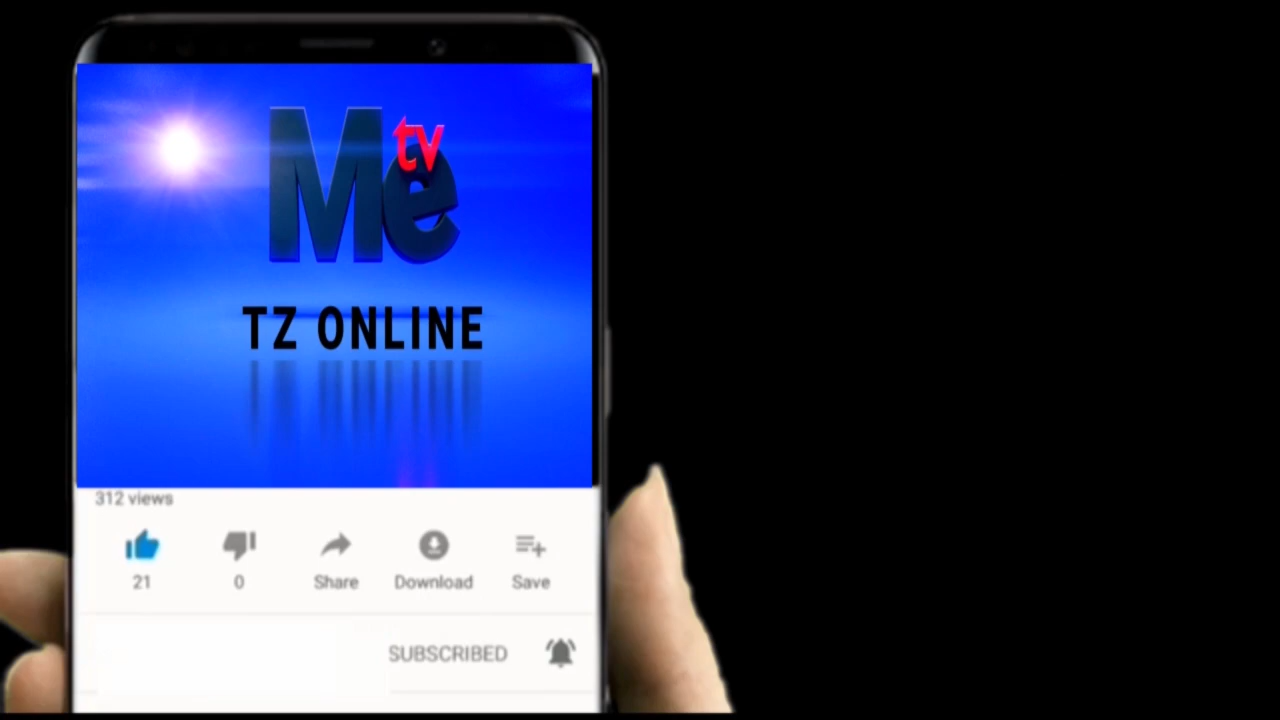 Me tv
TZ ONLINE
312 views
21
0
Share
Download
Save
SUBSCRIBED